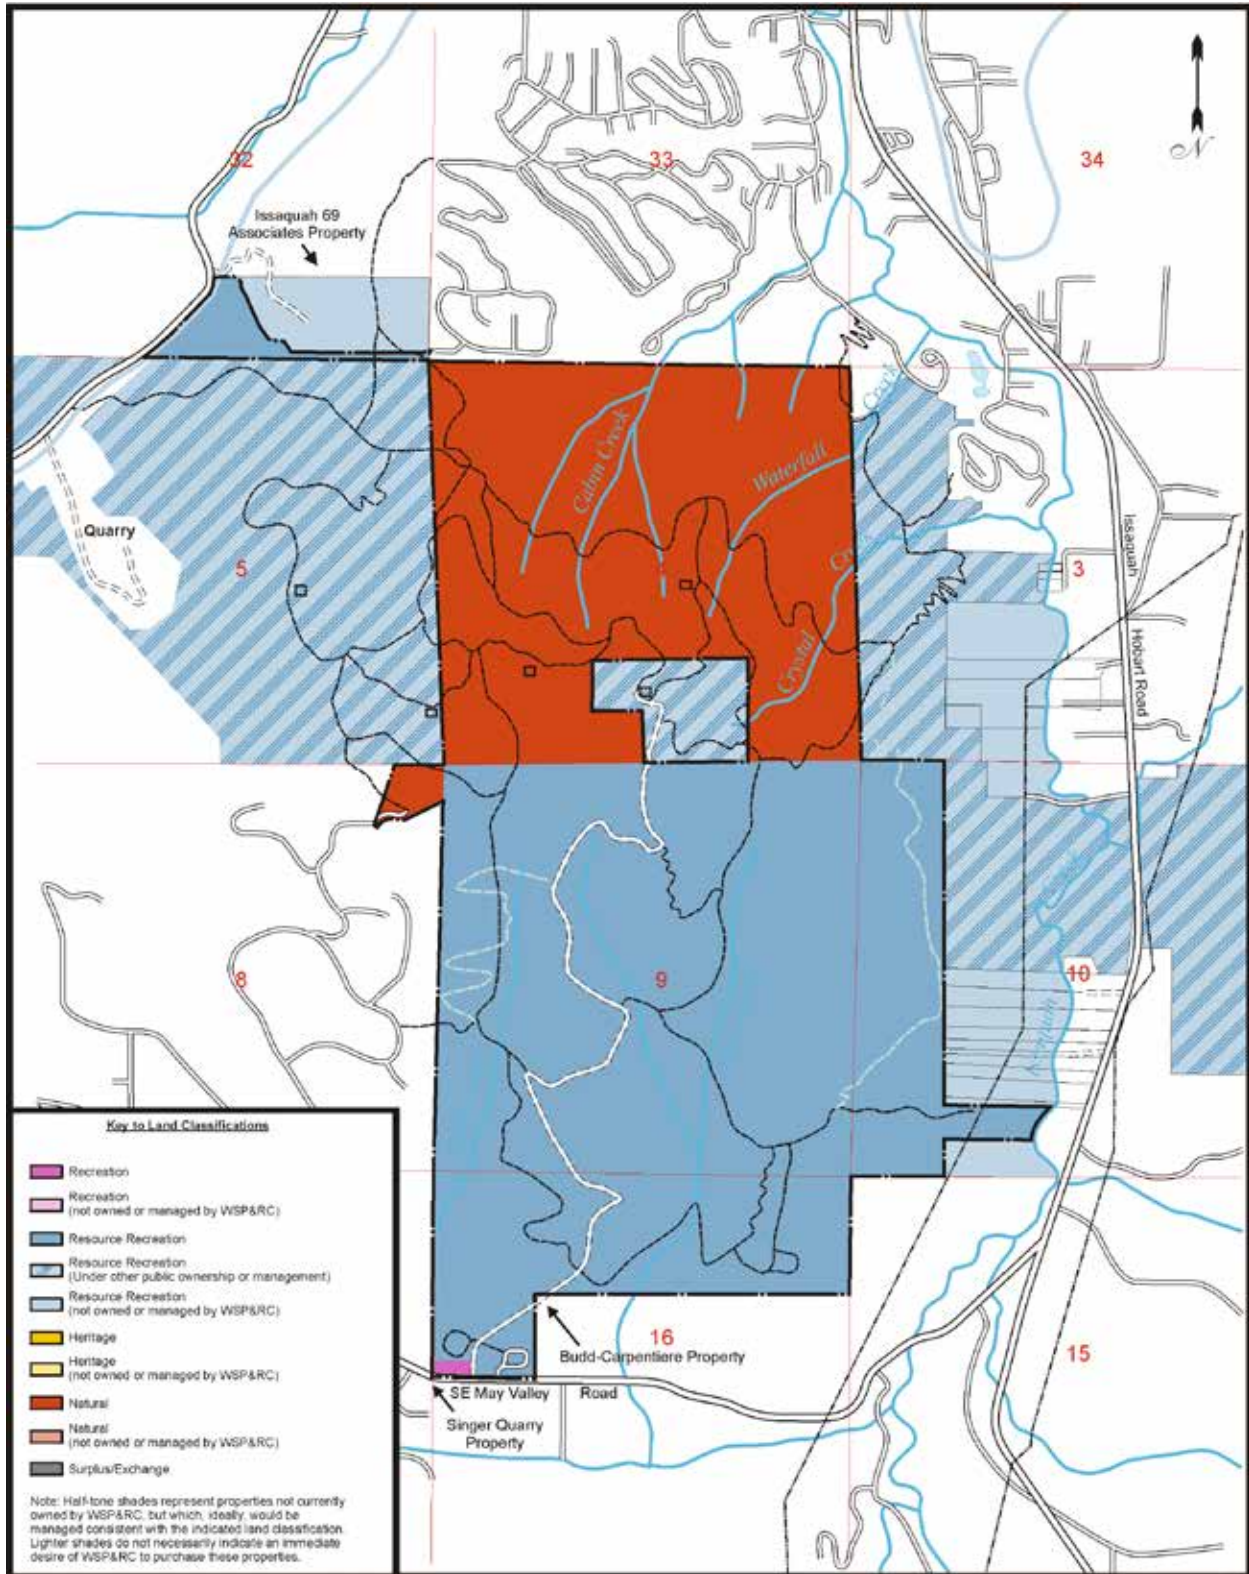 N
32
33
34
Issaquah 69
Associates Property
Cabin Creek
Waterfall
Creek
Quarry
5
Crystal
Creek
3
Issaquah
Hobart Road
Creek
8
9
10
Issaquah
Key to Land Classifications
Recreation
Recreation
(not owned or managed by WSP&RC)
Resource Recreation
Resource Recreation
(Under other public ownership or management)
Resource Recreation
(not owned or managed by WSP&RC)
Heritage
Heritage
(not owned or managed by WSP&RC)
Natural
Natural
(not owned or managed by WSP&RC)
Surplus/Exchange
Note: Half-tone shades represent properties not currently
owned by WSP&RC, but which, ideally, would be
managed consistent with the indicated land classification.
Lighter shades do not necessarily indicate an immediate
desire of WSP&RC to purchase these properties.
16
15
Budd-Carpentiere Property
SE May Valley Road
Singer Quarry
Property